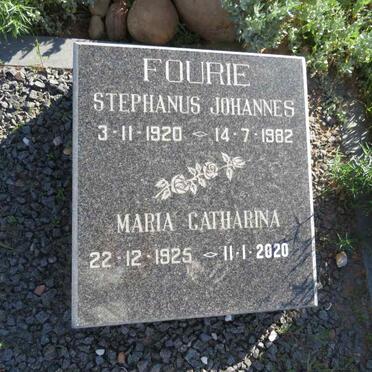 FOURIE
STEPHANUS JOHANNES
3-11-1920 - 14-7-1982
MARIA CATHARINA
22-12-1925 - 11-1-2020